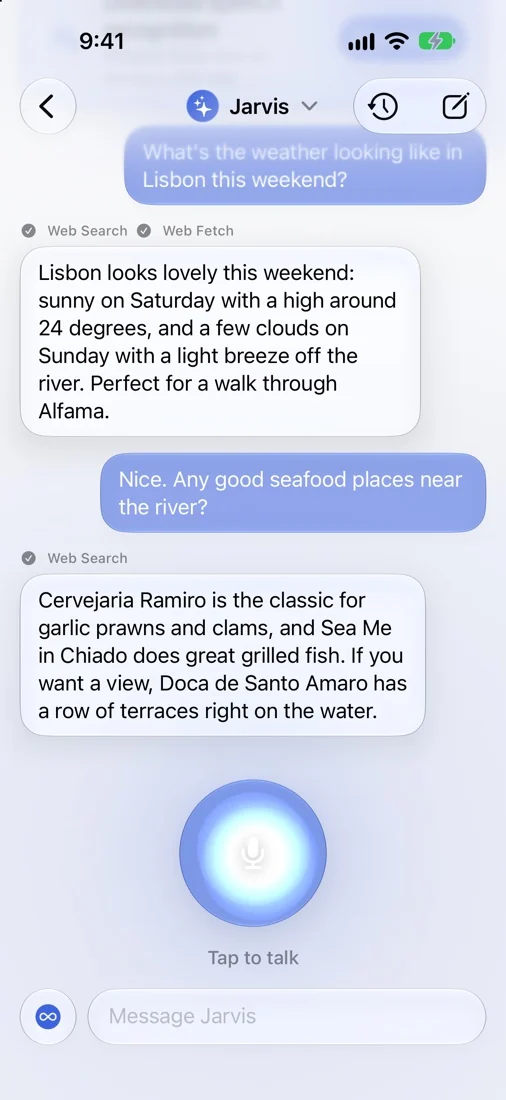 9:41
Jarvis
What's the weather looking like in
Lisbon this weekend?
Web Search Web Fetch
Lisbon looks lovely this weekend:
sunny on Saturday with a high around
24 degrees, and a few clouds on
Sunday with a light breeze off the
river. Perfect for a walk through
Alfama.
Nice. Any good seafood places near
the river?
Web Search
Cervejaria Ramiro is the classic for
garlic prawns and clams, and Sea Me
in Chiado does great grilled fish. If you
want a view, Doca de Santo Amaro has
a row of terraces right on the water.
Tap to talk
Message Jarvis